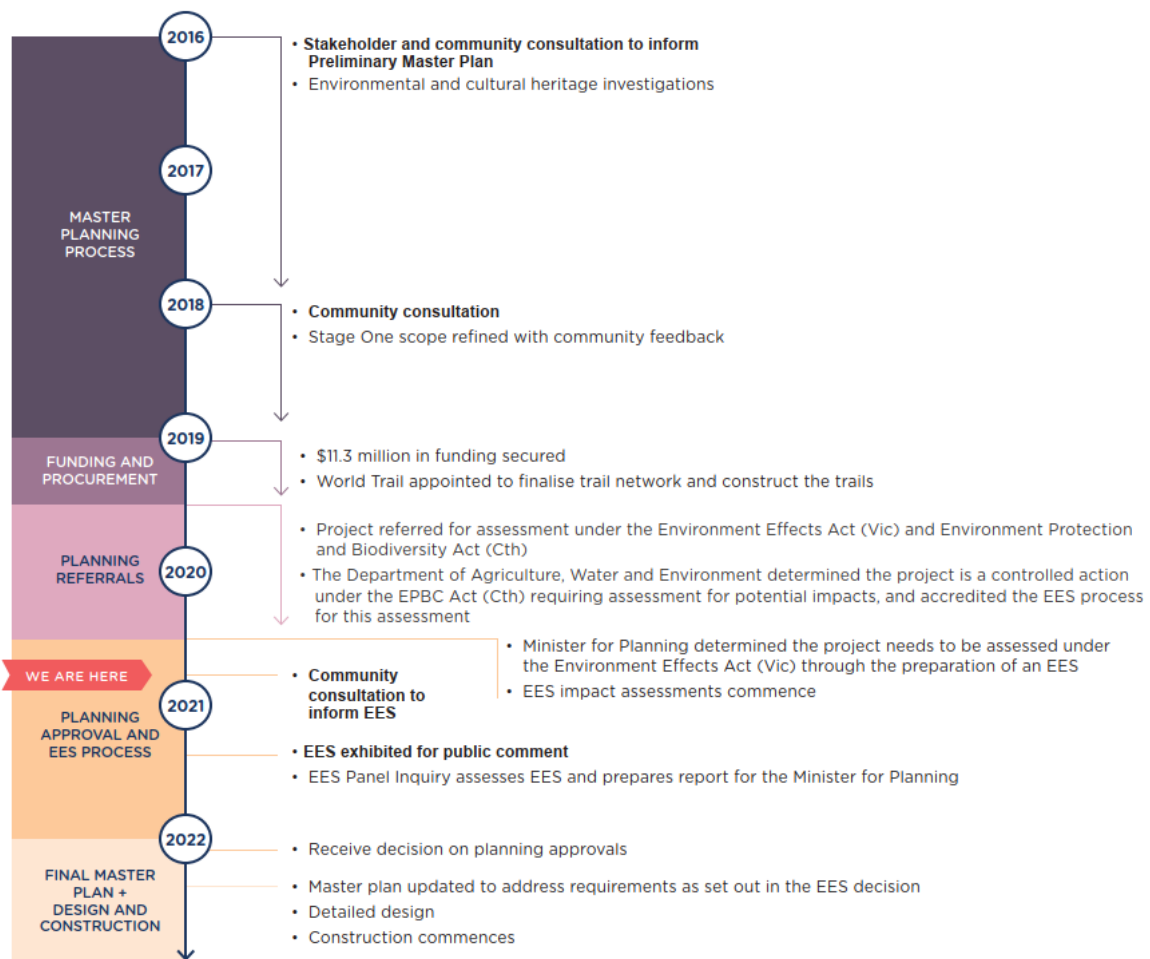 2016
• Stakeholder and community consultation to inform
Preliminary Master Plan
• Environmental and cultural heritage investigations
2017
MASTER
PLANNING
PROCESS
2018
• Community consultation
• Stage One scope refined with community feedback
2019
FUNDING AND
PROCUREMENT
• $11.3 million in funding secured
• World Trail appointed to finalise trail network and construct the trails
PLANNING
REFERRALS
2020
• Project referred for assessment under the Environment Effects Act (Vic) and Environment Protection
and Biodiversity Act (Cth)
• The Department of Agriculture, Water and Environment determined the project is a controlled action
under the EPBC Act (Cth) requiring assessment for potential impacts, and accredited the EES process
for this assessment
• Minister for Planning determined the project needs to be assessed under
the Environment Effects Act (Vic) through the preparation of an EES
• EES impact assessments commence
WE ARE HERE
• Community
consultation to
inform EES
2021
PLANNING
APPROVAL AND
EES PROCESS
• EES exhibited for public comment
• EES Panel Inquiry assesses EES and prepares report for the Minister for Planning
2022
• Receive decision on planning approvals
FINAL MASTER
PLAN +
DESIGN AND
CONSTRUCTION
• Master plan updated to address requirements as set out in the EES decision
• Detailed design
• Construction commences